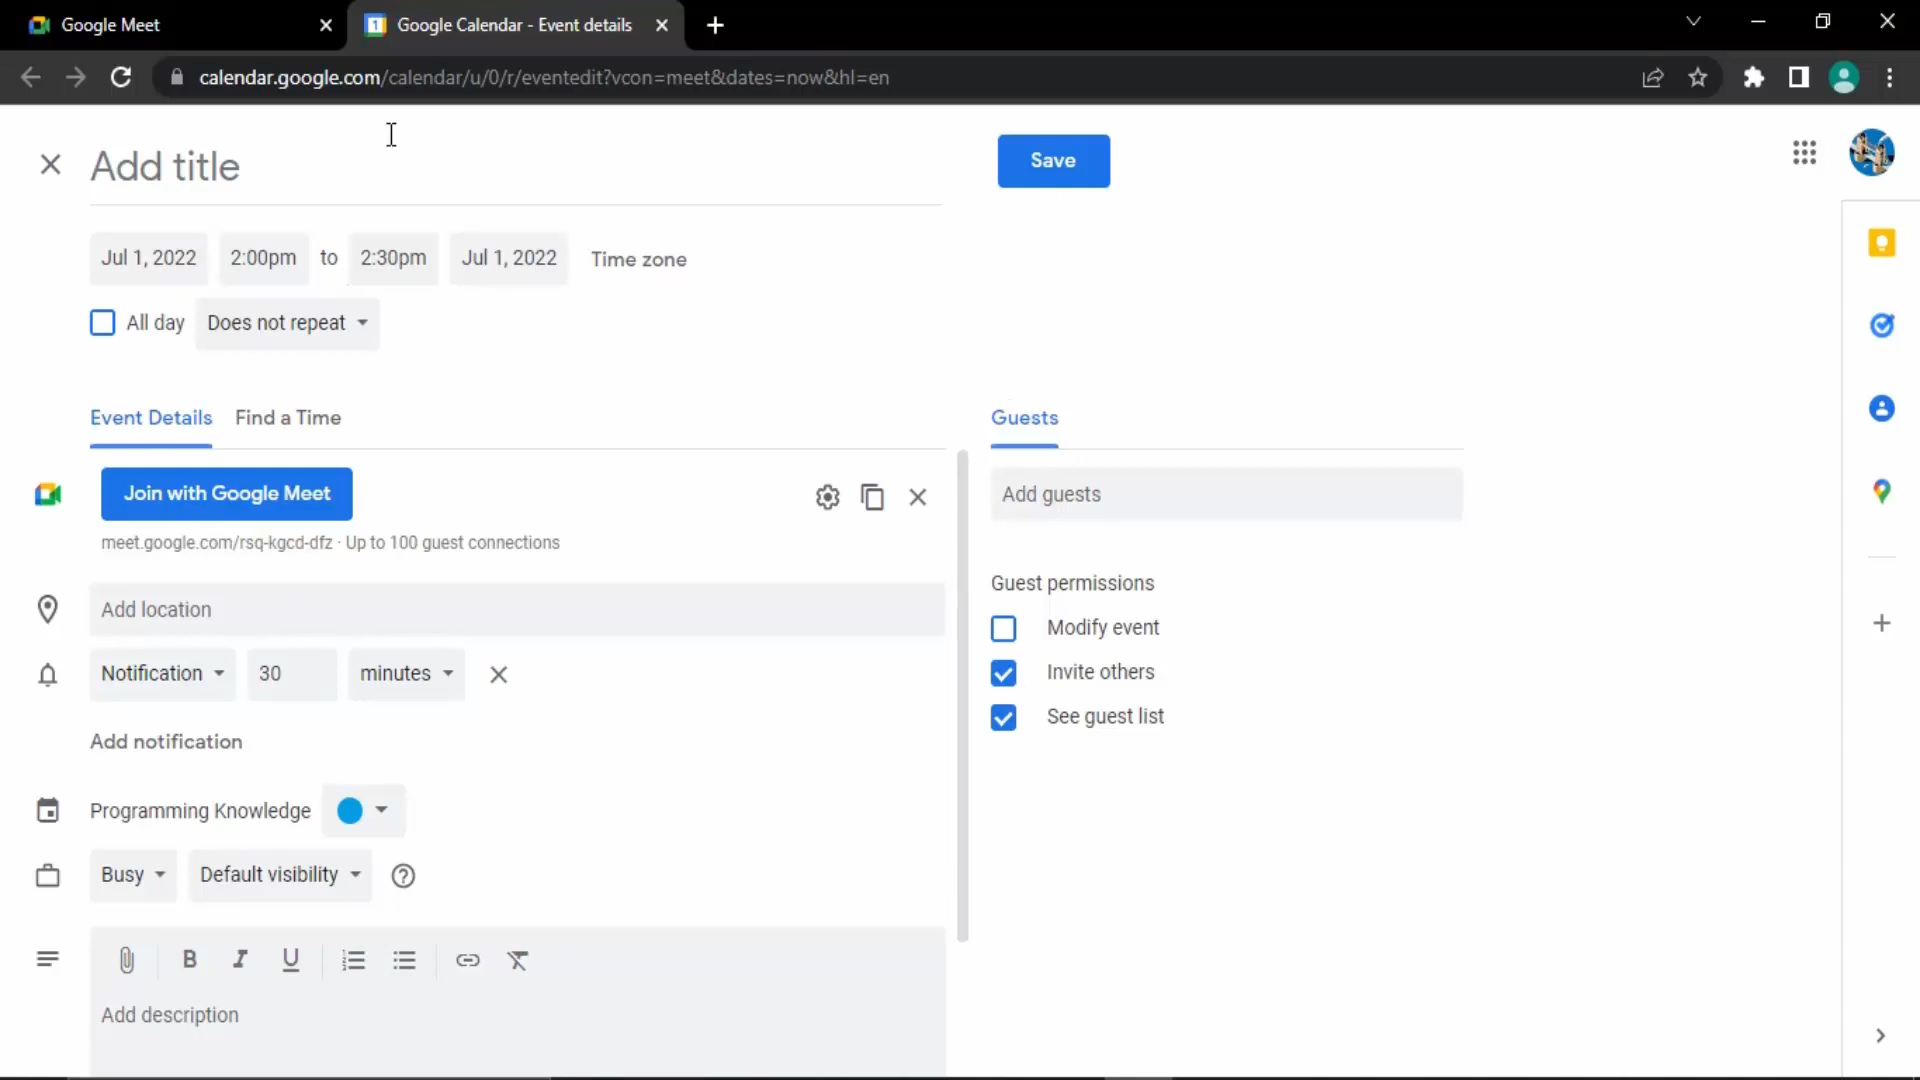 Google Meet
Google Calendar - Event details
calendar.google.com/calendar/u/0/r/eventedit?vcon=meet&dates=now&hl=en
Add title
Save
Jul 1, 2022 2:00pm to 2:30pm Jul 1, 2022 Time zone
All day Does not repeat
Event Details Find a Time
Guests
Join with Google Meet
Add guests
meet.google.com/rsq-kgcd-dfz · Up to 100 guest connections
Guest permissions
Add location
Modify event
Notification 30 minutes
Invite others
See guest list
Add notification
Programming Knowledge
Busy Default visibility
B I U
Add description